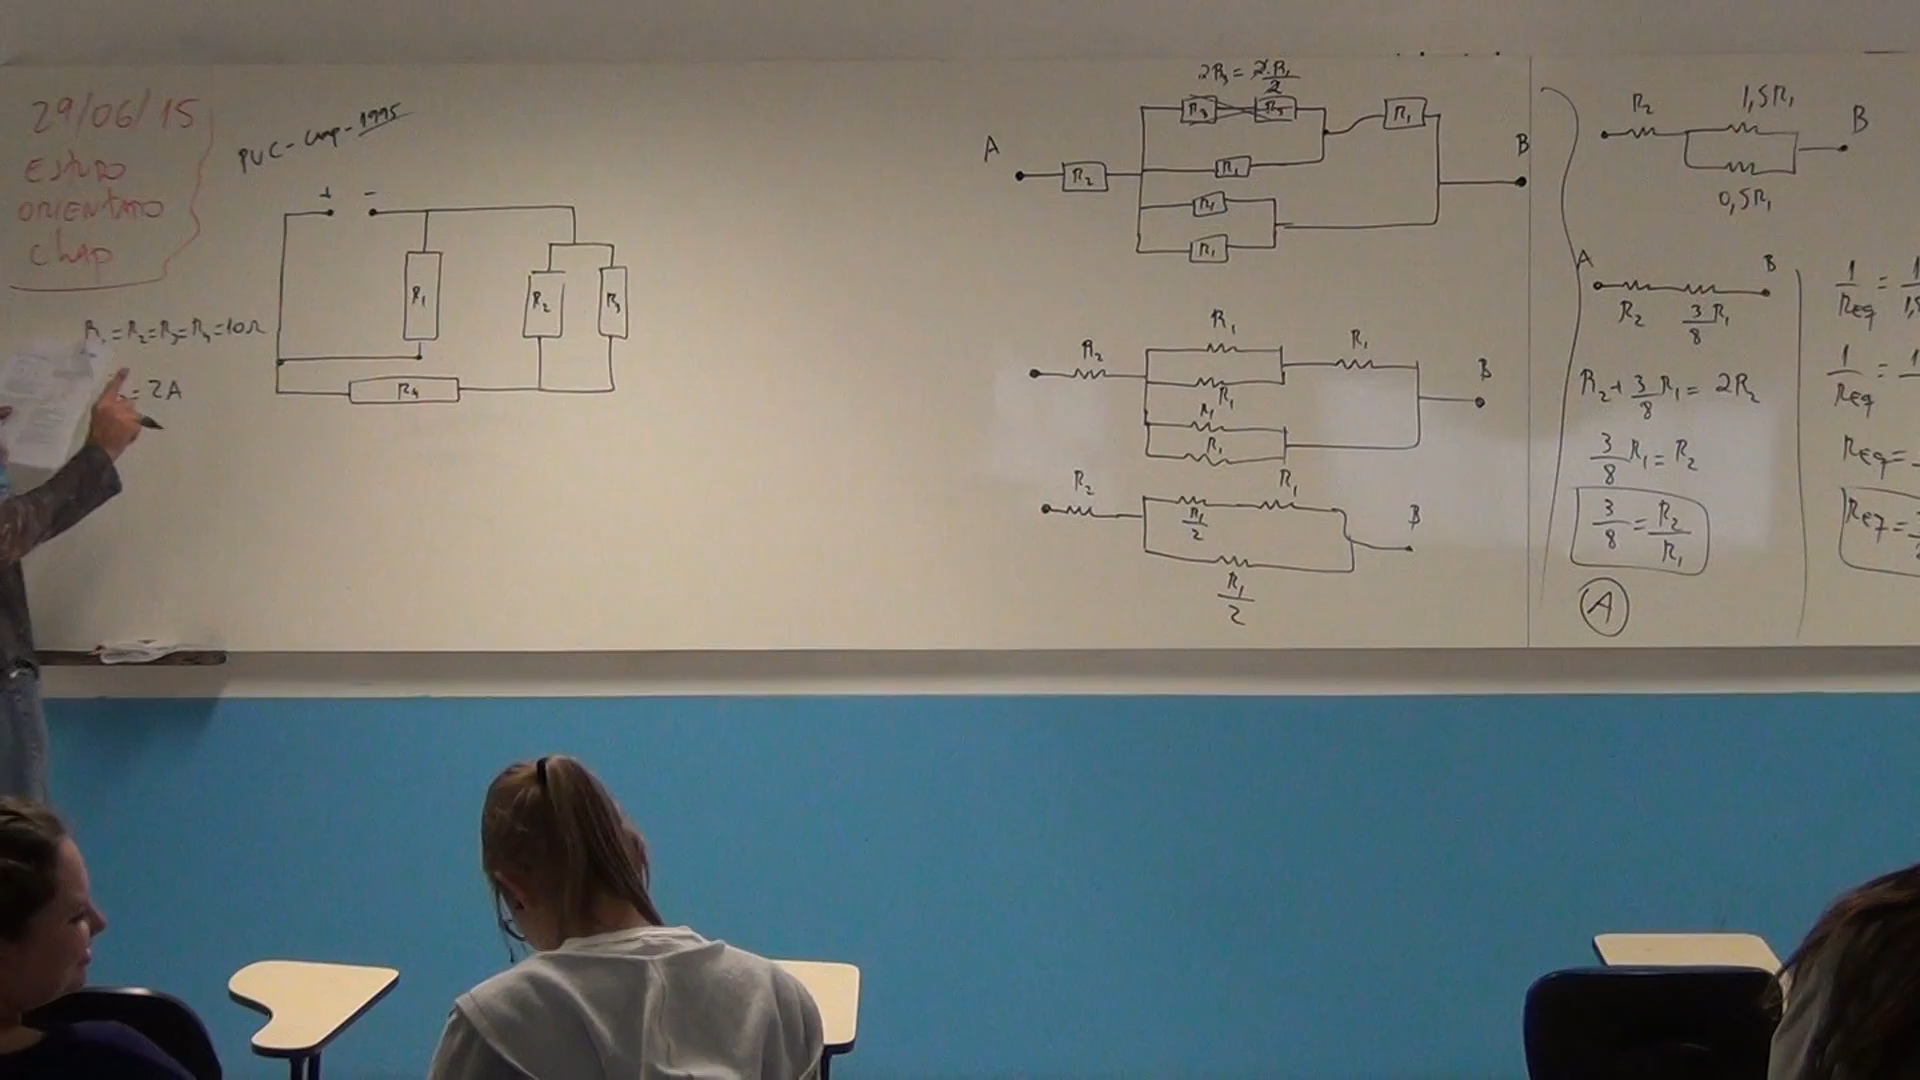 29/06/15
ESTUDO
ORIENTADO
Chap
PUC-Camp-1995
+ -
R₁
R₂
R₃
R₄
R₁=R₂=R₃=R₄=10Ω
= 2A
2R₃ = 2.R₁/2
A
R₂
R₃
R₃
R₁
R₁
R₁
R₁
B
R₂
R₁
R₁
R₁
R₁
R₁
B
R₂
R₁/2
R₁
R₁/2
B
R₂
1,5R₁
0,5R₁
B
A
B
R₂
3/8 R₁
R₂+3/8 R₁=2R₂
3/8 R₁=R₂
3/8=R₂/R₁
A
1/Req =
1/Req =
Req=
Req=